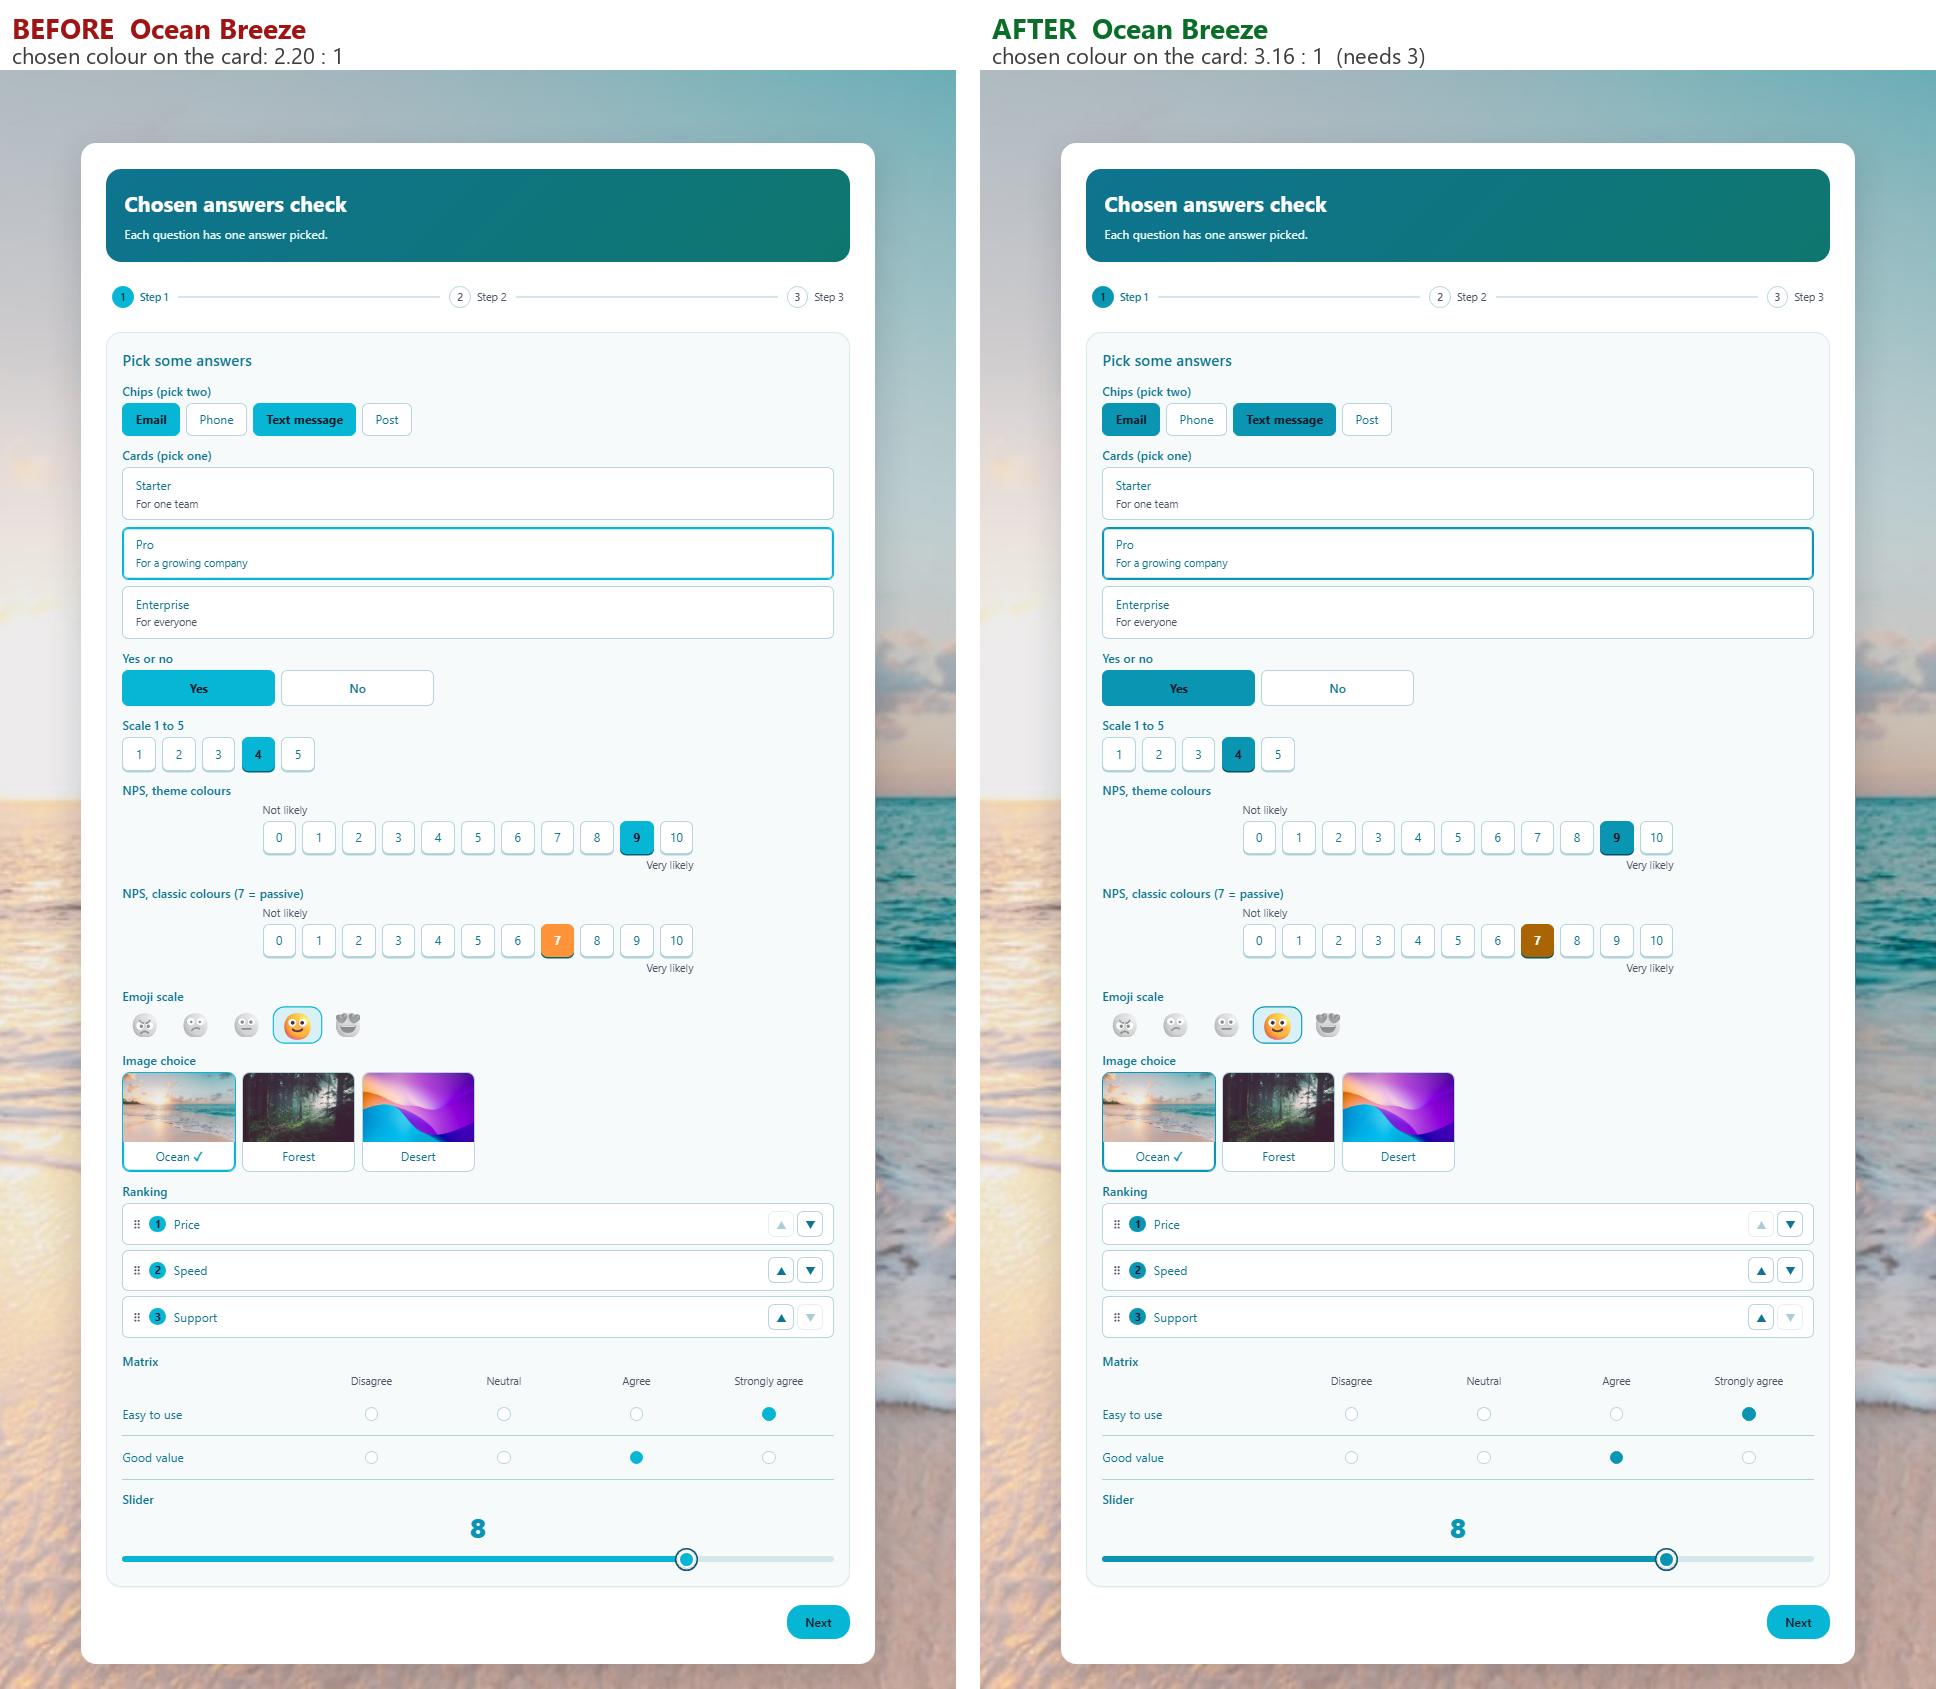 BEFORE  Ocean Breeze
chosen colour on the card: 2.20 : 1
Chosen answers check
Each question has one answer picked.
1 Step 1 2 Step 2 3 Step 3
Pick some answers
Chips (pick two)
Email Phone Text message Post
Cards (pick one)
Starter
For one team
Pro
For a growing company
Enterprise
For everyone
Yes or no
Yes No
Scale 1 to 5
1 2 3 4 5
NPS, theme colours
Not likely
0 1 2 3 4 5 6 7 8 9 10
Very likely
NPS, classic colours (7 = passive)
Not likely
0 1 2 3 4 5 6 7 8 9 10
Very likely
Emoji scale
Image choice
Ocean ✓ Forest Desert
Ranking
1 Price
2 Speed
3 Support
Matrix
Disagree Neutral Agree Strongly agree
Easy to use
Good value
Slider
8
Next
AFTER  Ocean Breeze
chosen colour on the card: 3.16 : 1  (needs 3)
Chosen answers check
Each question has one answer picked.
1 Step 1 2 Step 2 3 Step 3
Pick some answers
Chips (pick two)
Email Phone Text message Post
Cards (pick one)
Starter
For one team
Pro
For a growing company
Enterprise
For everyone
Yes or no
Yes No
Scale 1 to 5
1 2 3 4 5
NPS, theme colours
Not likely
0 1 2 3 4 5 6 7 8 9 10
Very likely
NPS, classic colours (7 = passive)
Not likely
0 1 2 3 4 5 6 7 8 9 10
Very likely
Emoji scale
Image choice
Ocean ✓ Forest Desert
Ranking
1 Price
2 Speed
3 Support
Matrix
Disagree Neutral Agree Strongly agree
Easy to use
Good value
Slider
8
Next